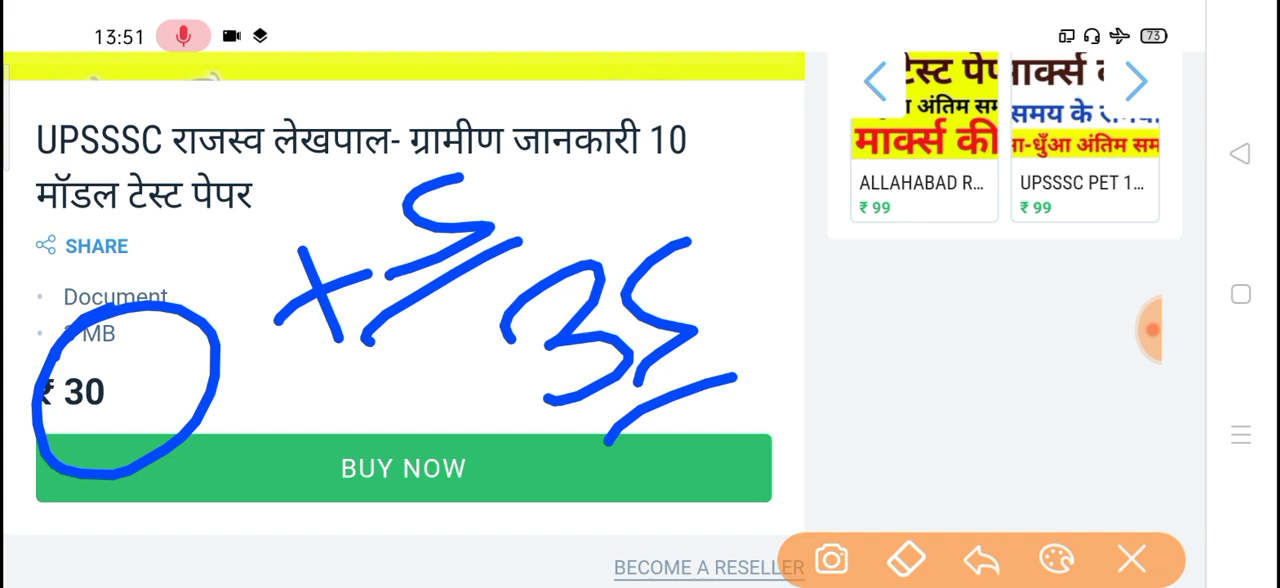 13:51
73
UPSSSC राजस्व लेखपाल- ग्रामीण जानकारी 10
मॉडल टेस्ट पेपर
SHARE
Document
MB
₹ 30
+5
35
BUY NOW
BECOME A RESELLER
टेस्ट
अंतिम
मार्क्स की
ALLAHABAD R...
₹ 99
मार्क्स
समय के
अंतिम
UPSSSC PET 1...
₹ 99